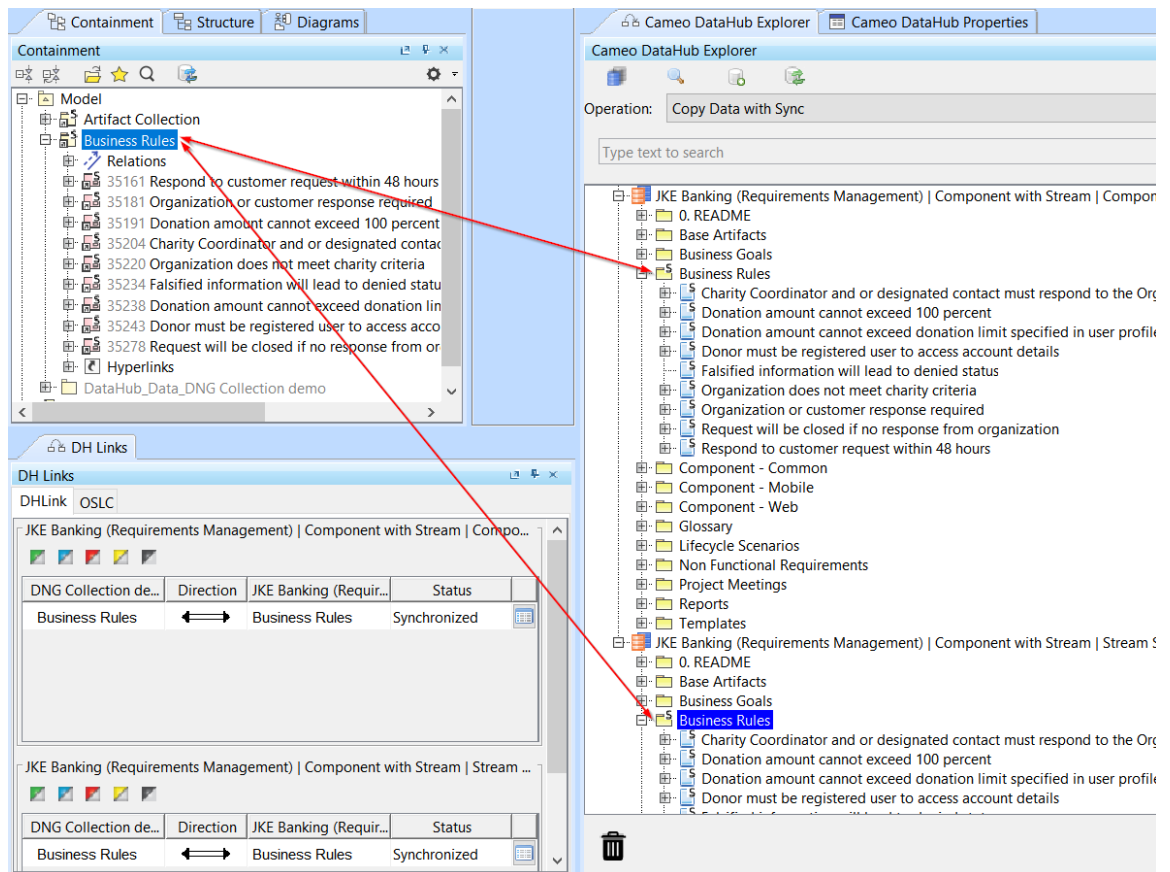 Containment
Structure
Diagrams
Containment
Model
Artifact Collection
Business Rules
Relations
35161 Respond to customer request within 48 hours
35181 Organization or customer response required
35191 Donation amount cannot exceed 100 percent
35204 Charity Coordinator and or designated contac
35220 Organization does not meet charity criteria
35234 Falsified information will lead to denied statu
35238 Donation amount cannot exceed donation lin
35243 Donor must be registered user to access acco
35278 Request will be closed if no response from or
Hyperlinks
DataHub_Data_DNG Collection demo
DH Links
DH Links
DHLink OSLC
JKE Banking (Requirements Management) | Component with Stream | Compo...
DNG Collection de... Direction JKE Banking (Requir... Status
Business Rules Business Rules Synchronized
JKE Banking (Requirements Management) | Component with Stream | Stream ...
DNG Collection de... Direction JKE Banking (Requir... Status
Business Rules Business Rules Synchronized
Cameo DataHub Explorer
Cameo DataHub Properties
Cameo DataHub Explorer
Operation: Copy Data with Sync
Type text to search
JKE Banking (Requirements Management) | Component with Stream | Compon
0. README
Base Artifacts
Business Goals
Business Rules
Charity Coordinator and or designated contact must respond to the Org
Donation amount cannot exceed 100 percent
Donation amount cannot exceed donation limit specified in user profile
Donor must be registered user to access account details
Falsified information will lead to denied status
Organization does not meet charity criteria
Organization or customer response required
Request will be closed if no response from organization
Respond to customer request within 48 hours
Component - Common
Component - Mobile
Component - Web
Glossary
Lifecycle Scenarios
Non Functional Requirements
Project Meetings
Reports
Templates
JKE Banking (Requirements Management) | Component with Stream | Stream S
0. README
Base Artifacts
Business Goals
Business Rules
Charity Coordinator and or designated contact must respond to the Org
Donation amount cannot exceed 100 percent
Donation amount cannot exceed donation limit specified in user profile
Donor must be registered user to access account details